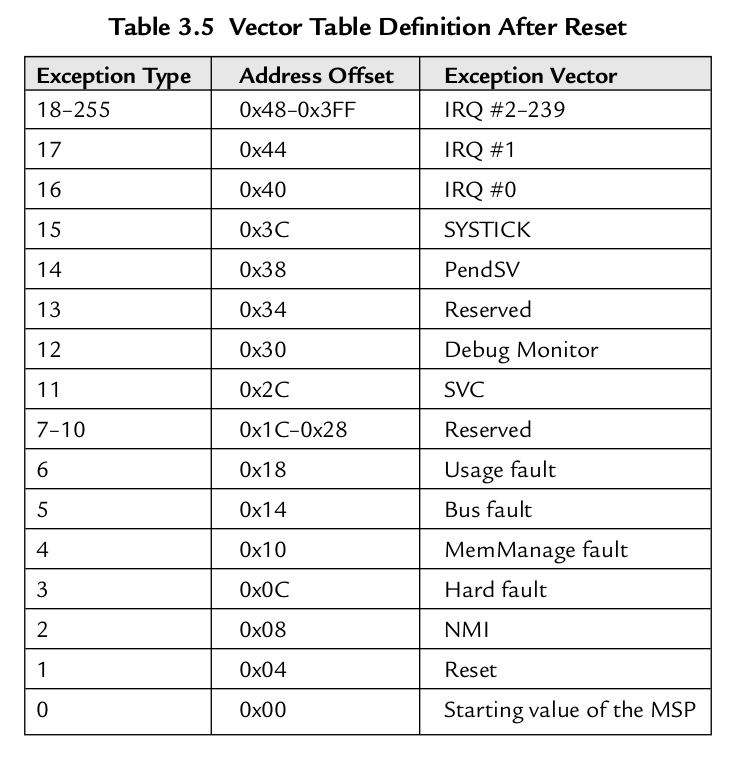 Table 3.5 Vector Table Definition After Reset
Exception Type Address Offset Exception Vector
18–255 0x48–0x3FF IRQ #2–239
17 0x44 IRQ #1
16 0x40 IRQ #0
15 0x3C SYSTICK
14 0x38 PendSV
13 0x34 Reserved
12 0x30 Debug Monitor
11 0x2C SVC
7–10 0x1C–0x28 Reserved
6 0x18 Usage fault
5 0x14 Bus fault
4 0x10 MemManage fault
3 0x0C Hard fault
2 0x08 NMI
1 0x04 Reset
0 0x00 Starting value of the MSP